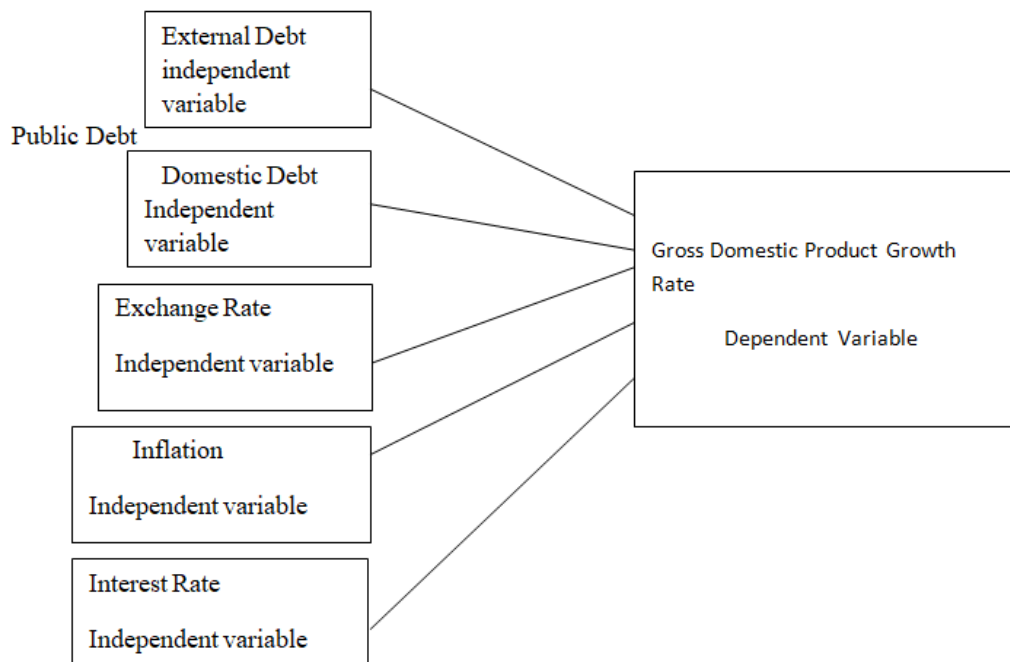 External Debt
independent
variable
Public Debt
Domestic Debt
Independent
variable
Exchange Rate
Independent variable
Inflation
Independent variable
Interest Rate
Independent variable
Gross Domestic Product Growth
Rate
Dependent Variable